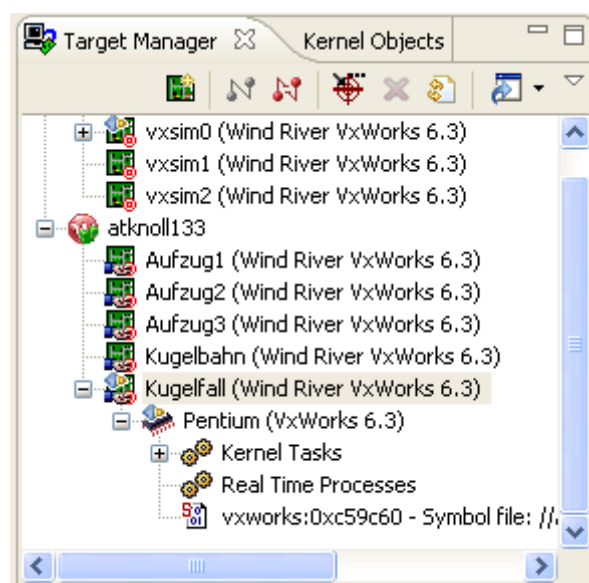 Target Manager Kernel Objects
vxsim0 (Wind River VxWorks 6.3)
vxsim1 (Wind River VxWorks 6.3)
vxsim2 (Wind River VxWorks 6.3)
atknoll133
Aufzug1 (Wind River VxWorks 6.3)
Aufzug2 (Wind River VxWorks 6.3)
Aufzug3 (Wind River VxWorks 6.3)
Kugelbahn (Wind River VxWorks 6.3)
Kugelfall (Wind River VxWorks 6.3)
Pentium (VxWorks 6.3)
Kernel Tasks
Real Time Processes
vxworks:0xc59c60 - Symbol file: //